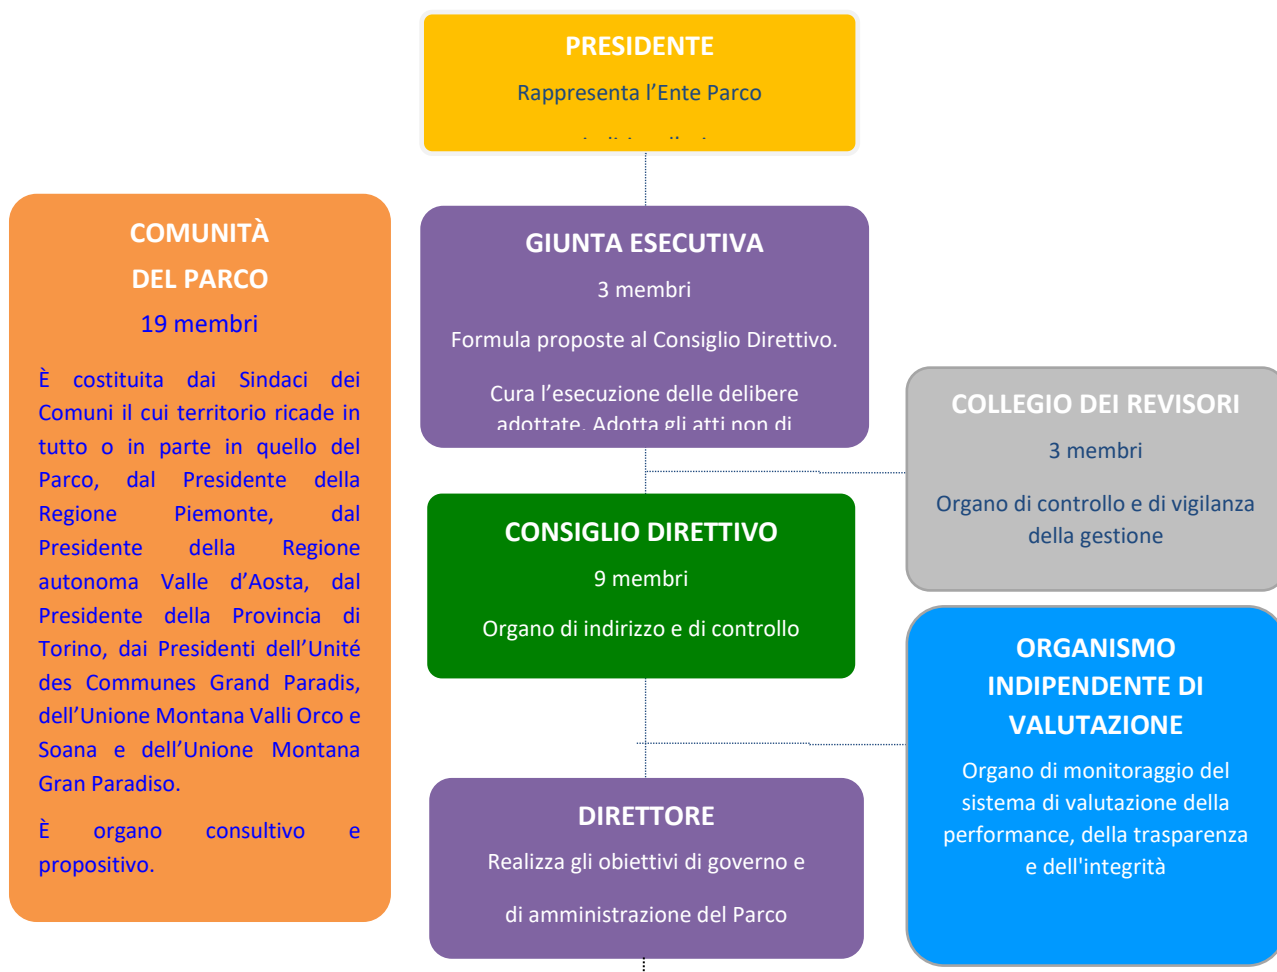 PRESIDENTE
Rappresenta l’Ente Parco
COMUNITÀ
DEL PARCO
19 membri
È costituita dai Sindaci dei
Comuni il cui territorio ricade in
tutto o in parte in quello del
Parco, dal Presidente della
Regione Piemonte, dal
Presidente della Regione
autonoma Valle d’Aosta, dal
Presidente della Provincia di
Torino, dai Presidenti dell’Unité
des Communes Grand Paradis,
dell’Unione Montana Valli Orco e
Soana e dell’Unione Montana
Gran Paradiso.
È organo consultivo e
propositivo.
GIUNTA ESECUTIVA
3 membri
Formula proposte al Consiglio Direttivo.
Cura l’esecuzione delle delibere
adottate. Adotta gli atti non di
CONSIGLIO DIRETTIVO
9 membri
Organo di indirizzo e di controllo
DIRETTORE
Realizza gli obiettivi di governo e
di amministrazione del Parco
COLLEGIO DEI REVISORI
3 membri
Organo di controllo e di vigilanza
della gestione
ORGANISMO
INDIPENDENTE DI
VALUTAZIONE
Organo di monitoraggio del
sistema di valutazione della
performance, della trasparenza
e dell'integrità